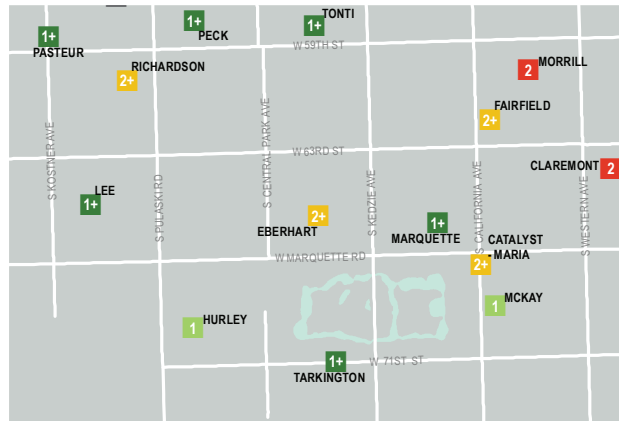 1+
TONTI
1+
PECK
1+
PASTEUR
W 59TH ST
RICHARDSON
2+
MORRILL
2
FAIRFIELD
2+
S KOSTNER AVE
S PULASKI RD
S CENTRAL PARK AVE
W 63RD ST
S KEDZIE AVE
S CALIFORNIA AVE
S WESTERN AVE
CLAREMONT
2
LEE
1+
EBERHART
2+
MARQUETTE
1+
CATALYST
- MARIA
2+
W MARQUETTE RD
MCKAY
1
HURLEY
1
W 71ST ST
TARKINGTON
1+